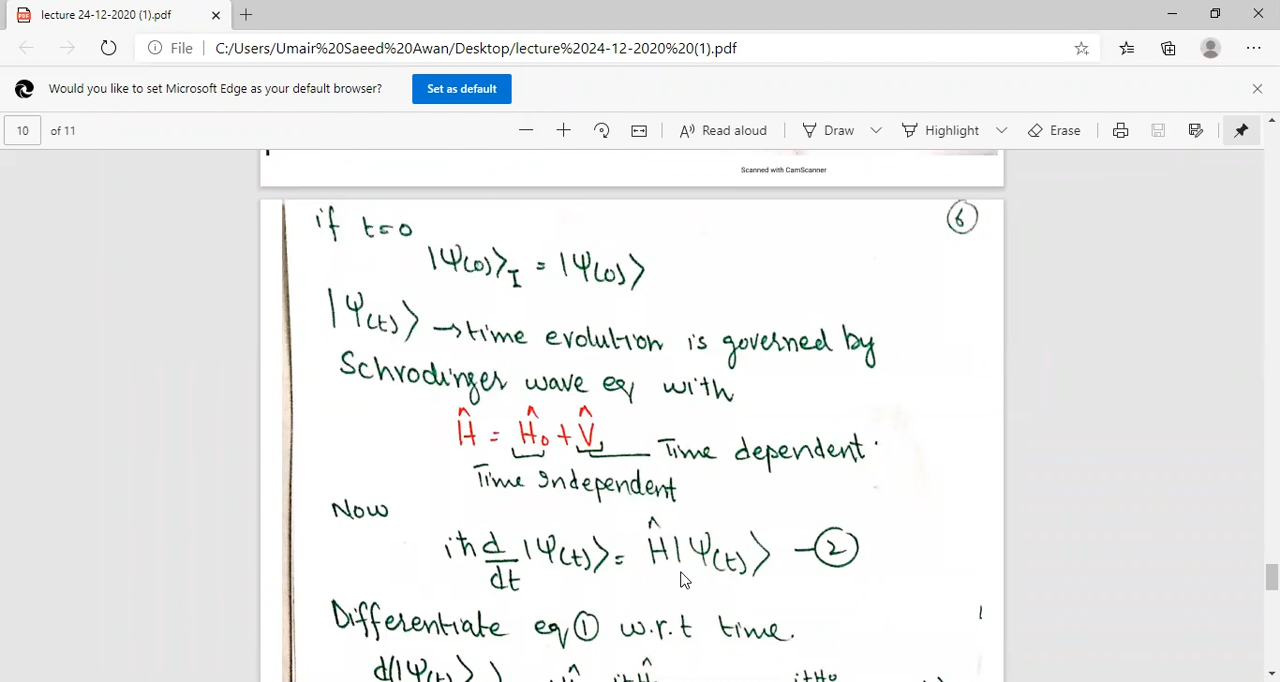 lecture 24-12-2020 (1).pdf
File C:/Users/Umair%20Saeed%20Awan/Desktop/lecture%2024-12-2020%20(1).pdf
Would you like to set Microsoft Edge as your default browser? Set as default
10 of 11 Read aloud Draw Highlight Erase
Scanned with CamScanner
if t=0 6
|Ψ(0)⟩_I = |Ψ(0)⟩
|Ψ(t)⟩ → time evolution is governed by
Schrodinger wave eq with
Ĥ = Ĥ₀ + V̂
Time dependent.
Time Independent
Now
iħ d/dt |Ψ(t)⟩ = Ĥ|Ψ(t)⟩ — 2
Differentiate eq 1 w.r.t time.